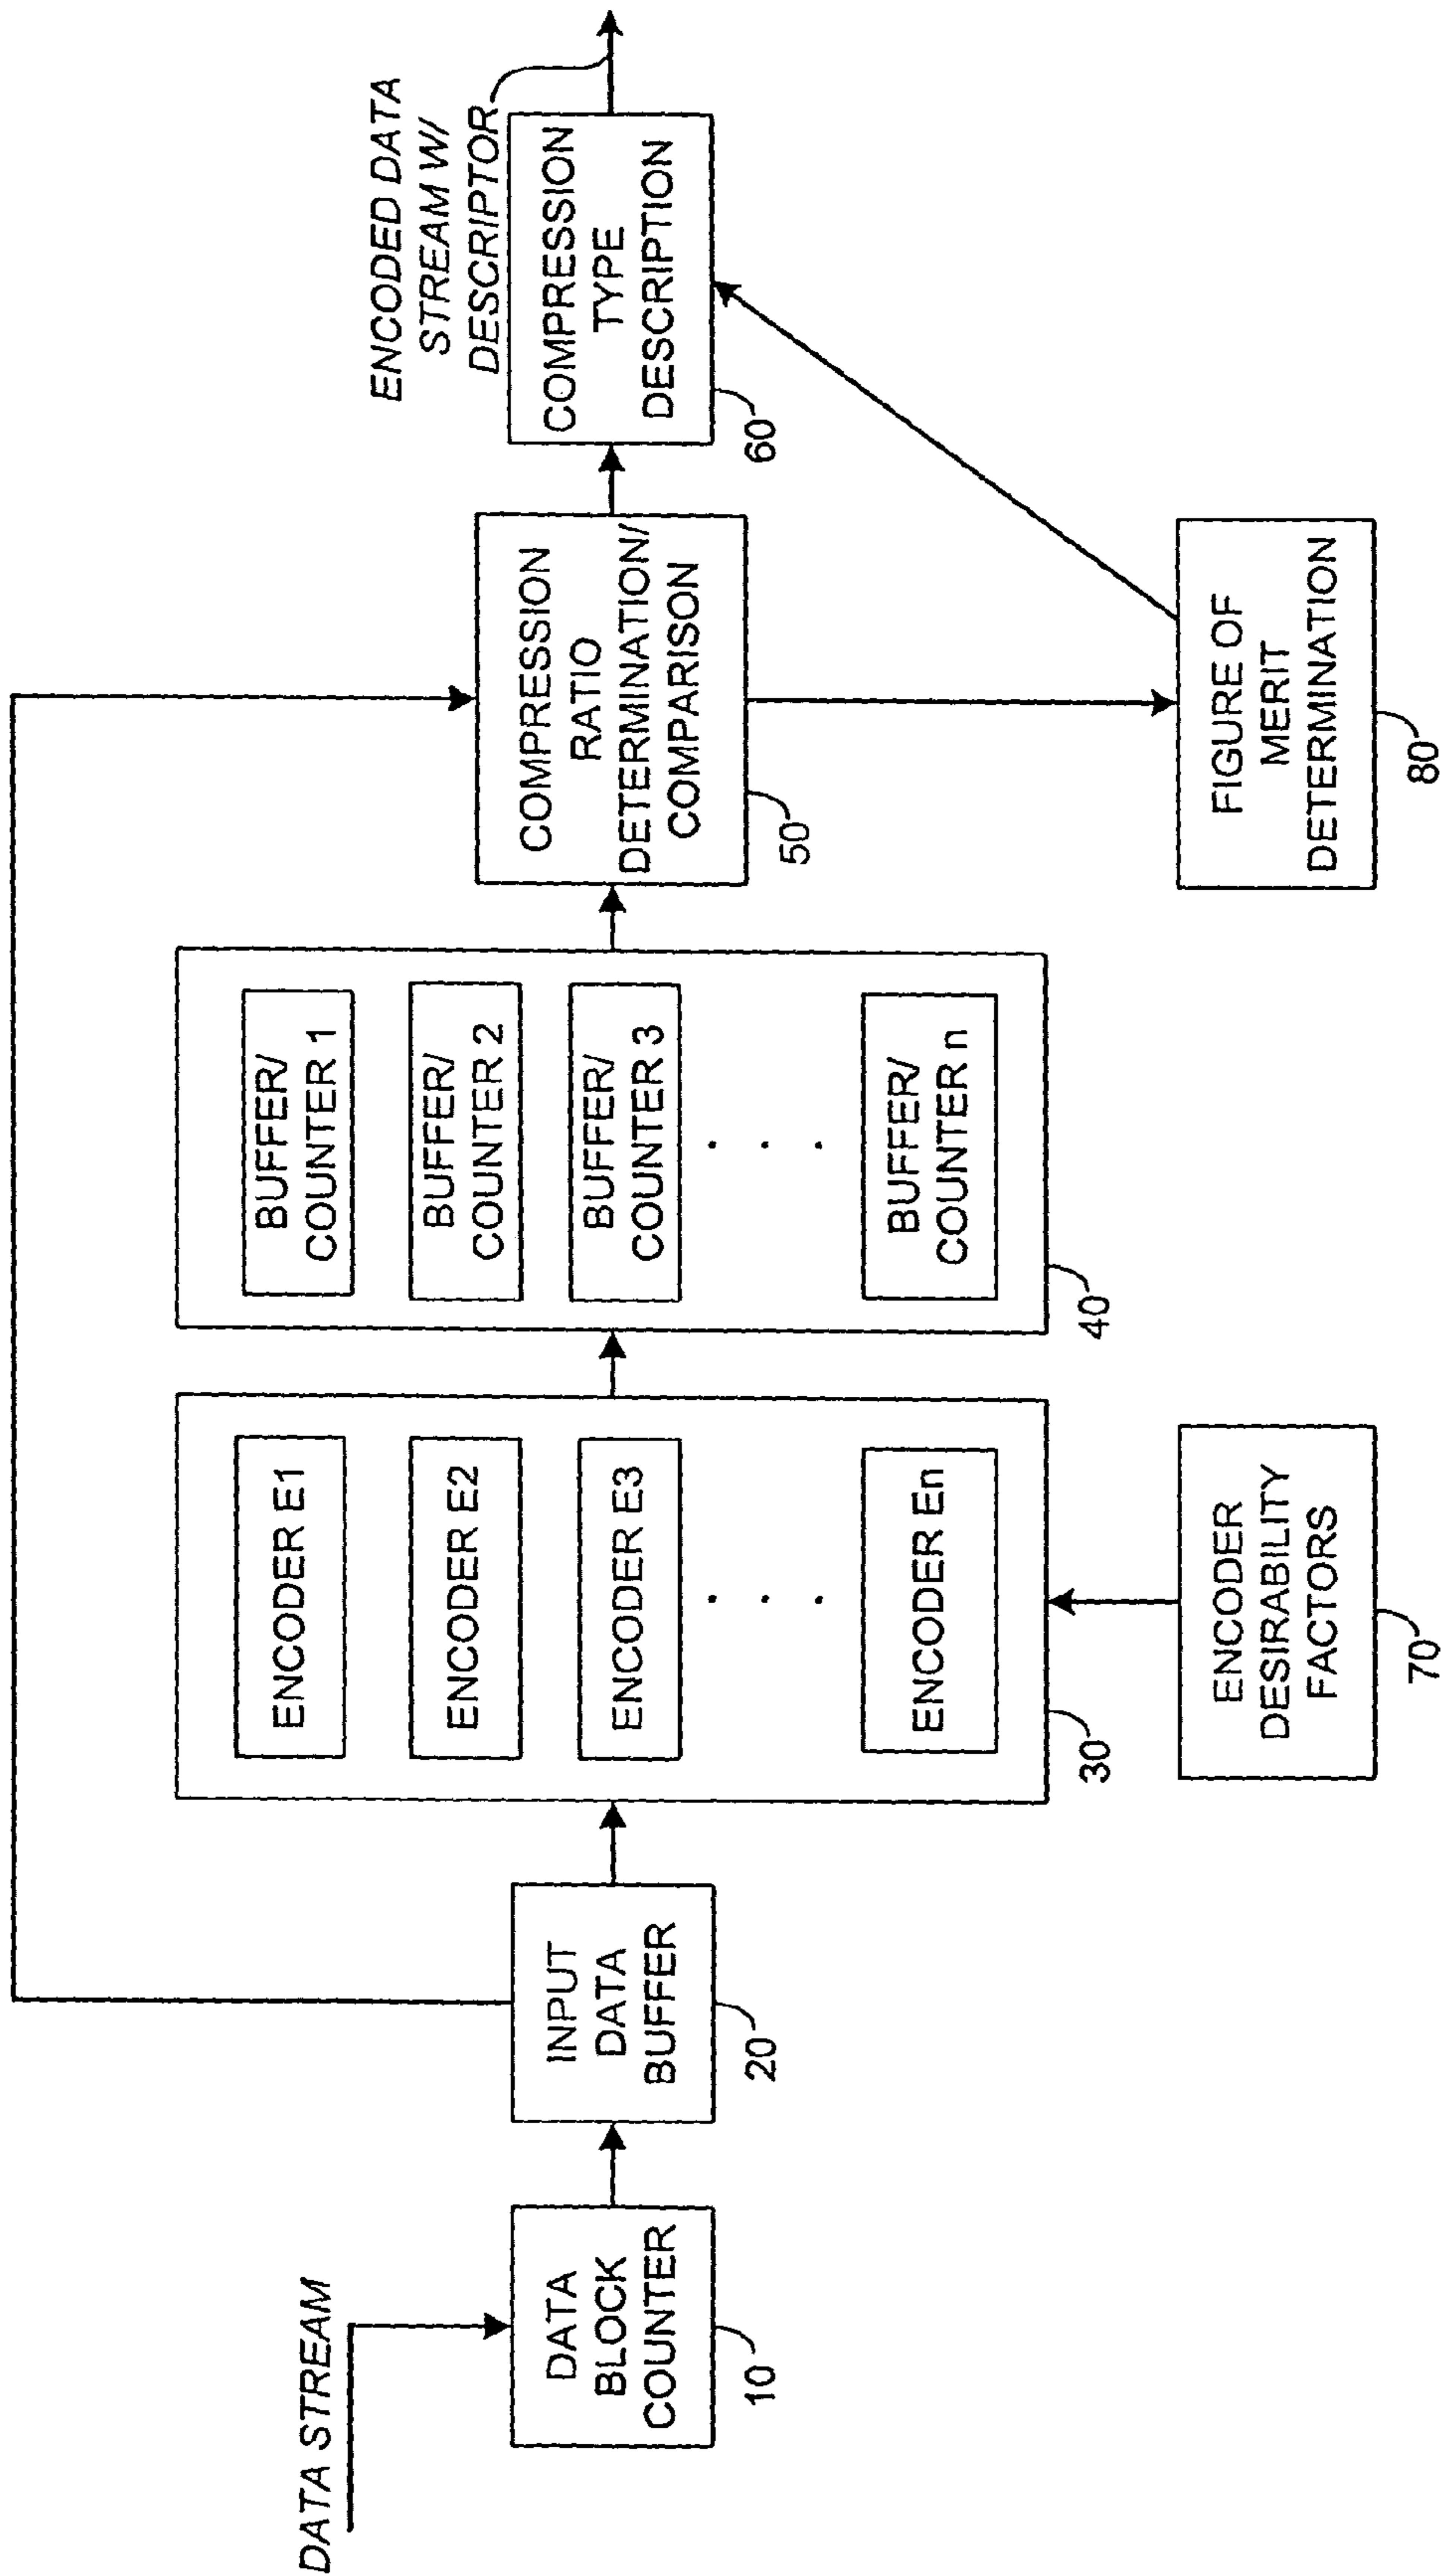 DATA STREAM
DATA
BLOCK
COUNTER
10
INPUT
DATA
BUFFER
20
ENCODER E1
ENCODER E2
ENCODER E3
. . .
ENCODER En
30
ENCODER
DESIRABILITY
FACTORS
70
BUFFER/
COUNTER 1
BUFFER/
COUNTER 2
BUFFER/
COUNTER 3
. . .
BUFFER/
COUNTER n
40
COMPRESSION
RATIO
DETERMINATION/
COMPARISON
50
FIGURE OF
MERIT
DETERMINATION
80
ENCODED DATA
STREAM W/
DESCRIPTOR
COMPRESSION
TYPE
DESCRIPTION
60